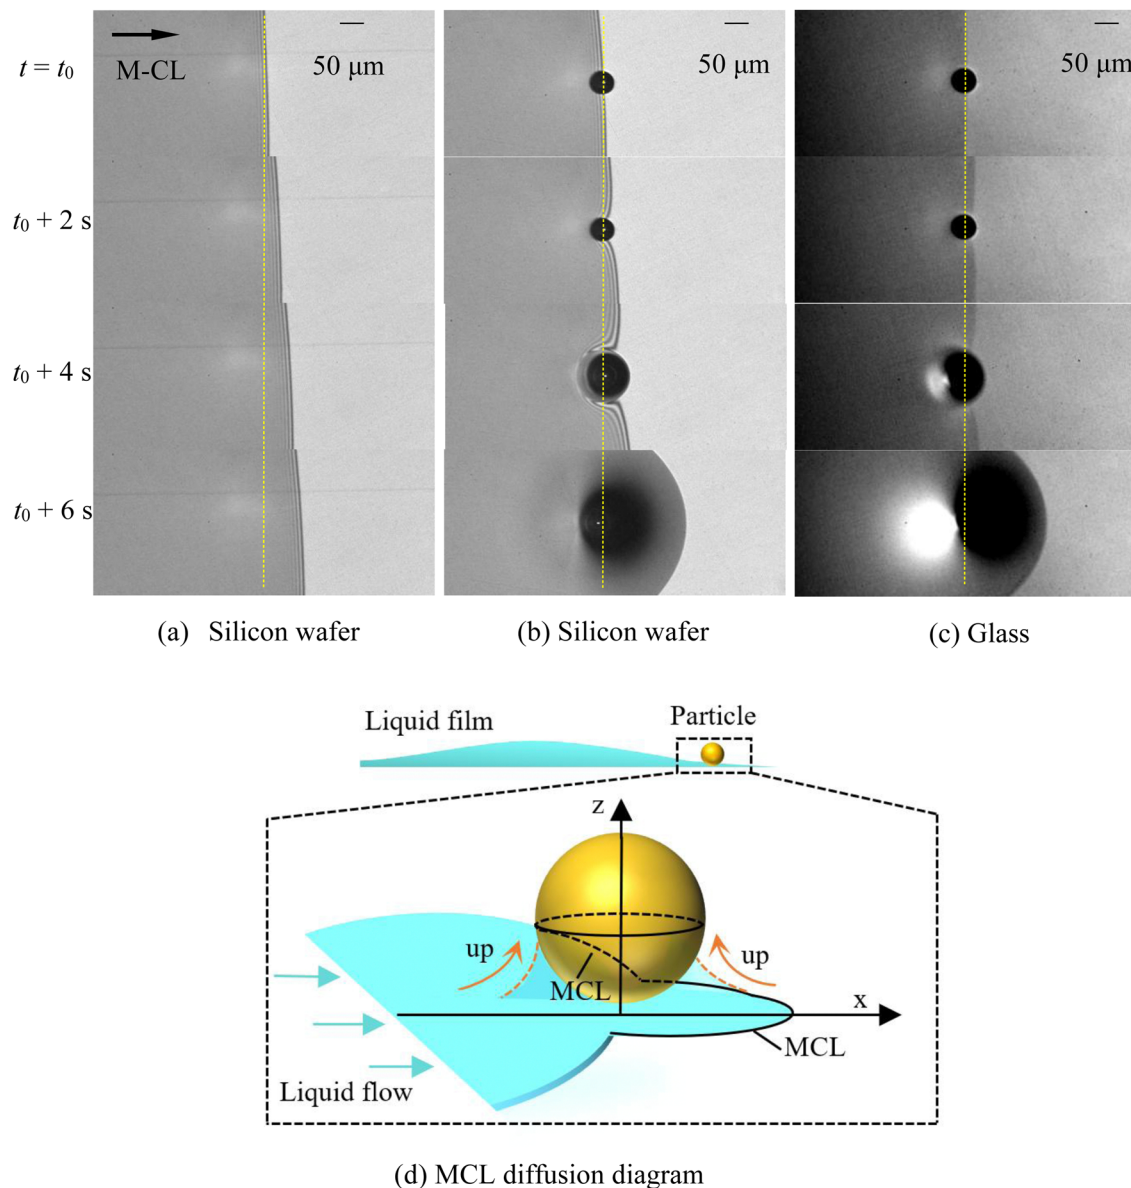 t = t0
M-CL
50 μm
50 μm
50 μm
t0 + 2 s
t0 + 4 s
t0 + 6 s
(a) Silicon wafer
(b) Silicon wafer
(c) Glass
Liquid film
Particle
z
up
up
MCL
x
MCL
Liquid flow
(d) MCL diffusion diagram